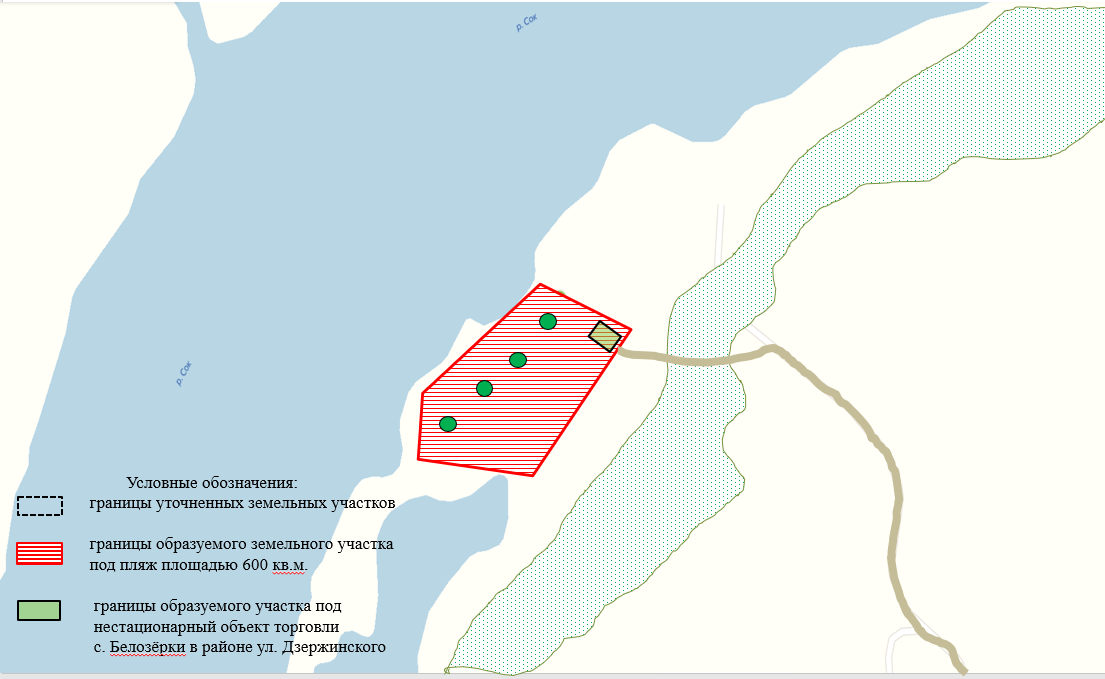 р. Сок
р. Сок
Условные обозначения:
границы уточненных земельных участков
границы образуемого земельного участка
под пляж площадью 600 кв.м.
границы образуемого участка под
нестационарный объект торговли
с. Белозёрки в районе ул. Дзержинского